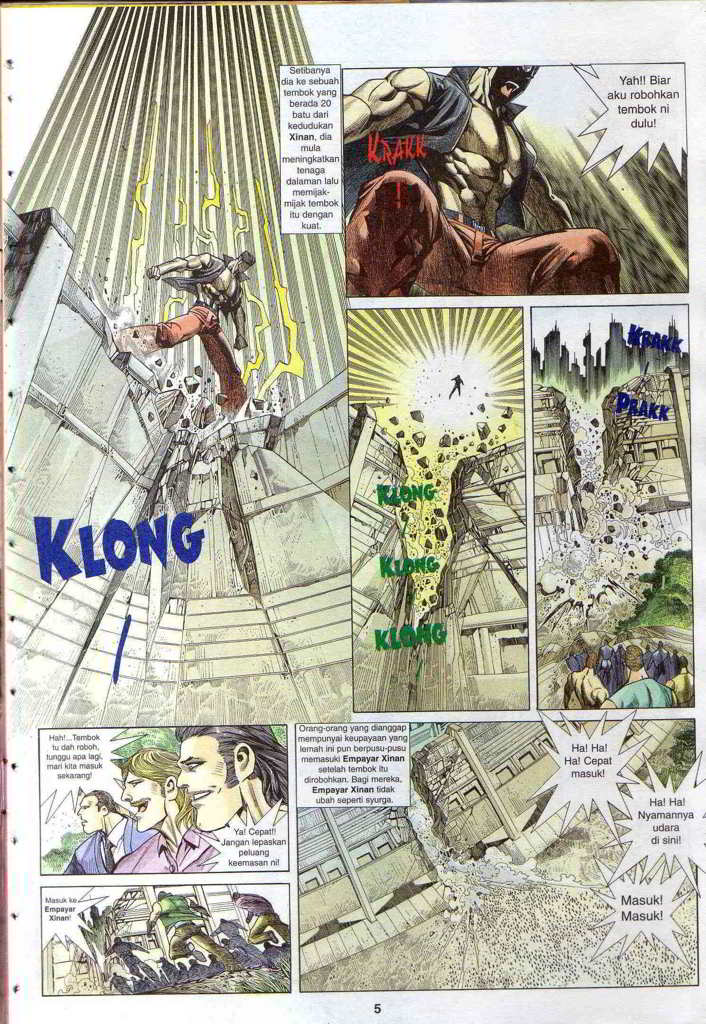 Setibanya
dia ke sebuah
tembok yang
berada 20
batu dari
kedudukan
Xinan, dia
mula
meningkatkan
tenaga
dalaman lalu
memijak-
mijak tembok
itu dengan
kuat.
KLONG
!
Yah!! Biar
aku robohkan
tembok ni
dulu!
KRAKK
!
KLONG
!
KLONG
!
KLONG
!
KRAKK
!
PRAKK
!
Hah!...Tembok
tu dah roboh,
tunggu apa lagi,
mari kita masuk
sekarang!
Ya! Cepat!!
Jangan lepaskan
peluang
keemasan ni!
Masuk ke
Empayar
Xinan!
Orang-orang yang dianggap
mempunyai keupayaan yang
lemah ini pun berpusu-pusu
memasuki Empayar Xinan
setelah tembok itu
dirobohkan. Bagi mereka,
Empayar Xinan tidak
ubah seperti syurga.
Ha! Ha!
Ha! Cepat
masuk!
Ha! Ha!
Nyamannya
udara
di sini!
Masuk!
Masuk!
5